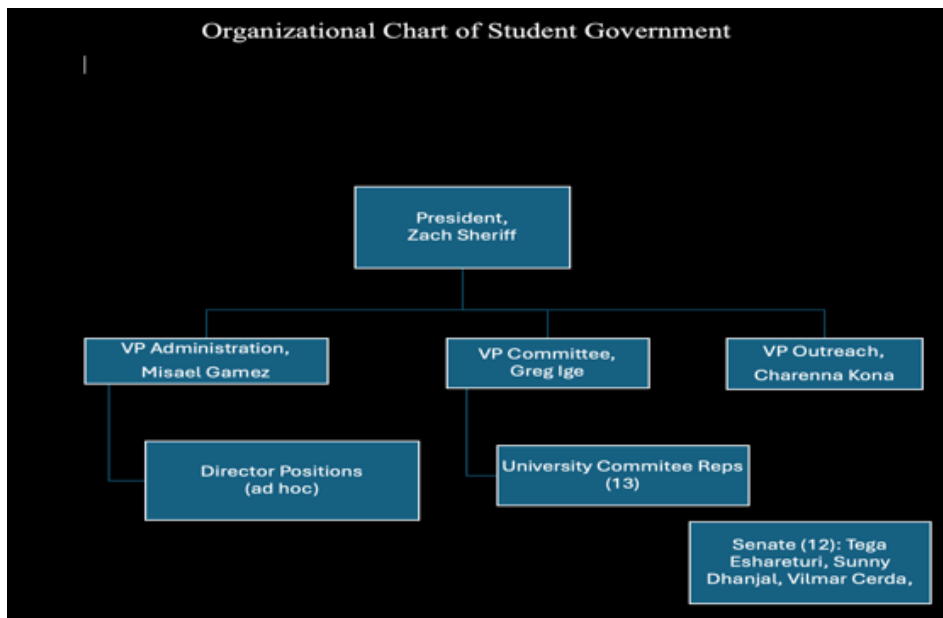 Organizational Chart of Student Government
President,
Zach Sheriff
VP Administration,
Misael Gamez
VP Committee,
Greg Ige
VP Outreach,
Charenna Kona
Director Positions
(ad hoc)
University Commitee Reps
(13)
Senate (12): Tega
Eshareturi, Sunny
Dhanjal, Vilmar Cerda,